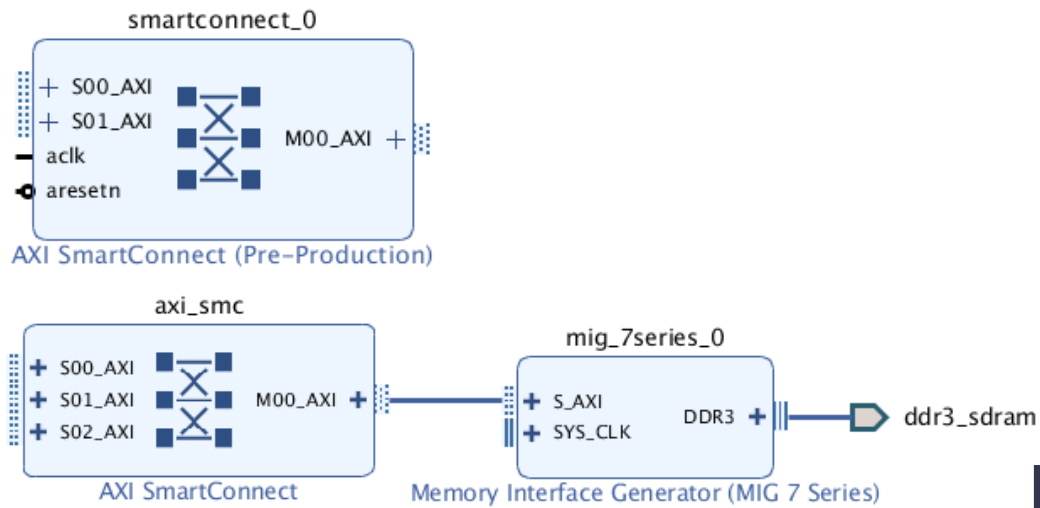 smartconnect_0
S00_AXI
S01_AXI
M00_AXI
aclk
aresetn
AXI SmartConnect (Pre-Production)
axi_smc
S00_AXI
S01_AXI
S02_AXI
M00_AXI
AXI SmartConnect
mig_7series_0
S_AXI
SYS_CLK
DDR3
Memory Interface Generator (MIG 7 Series)
ddr3_sdram